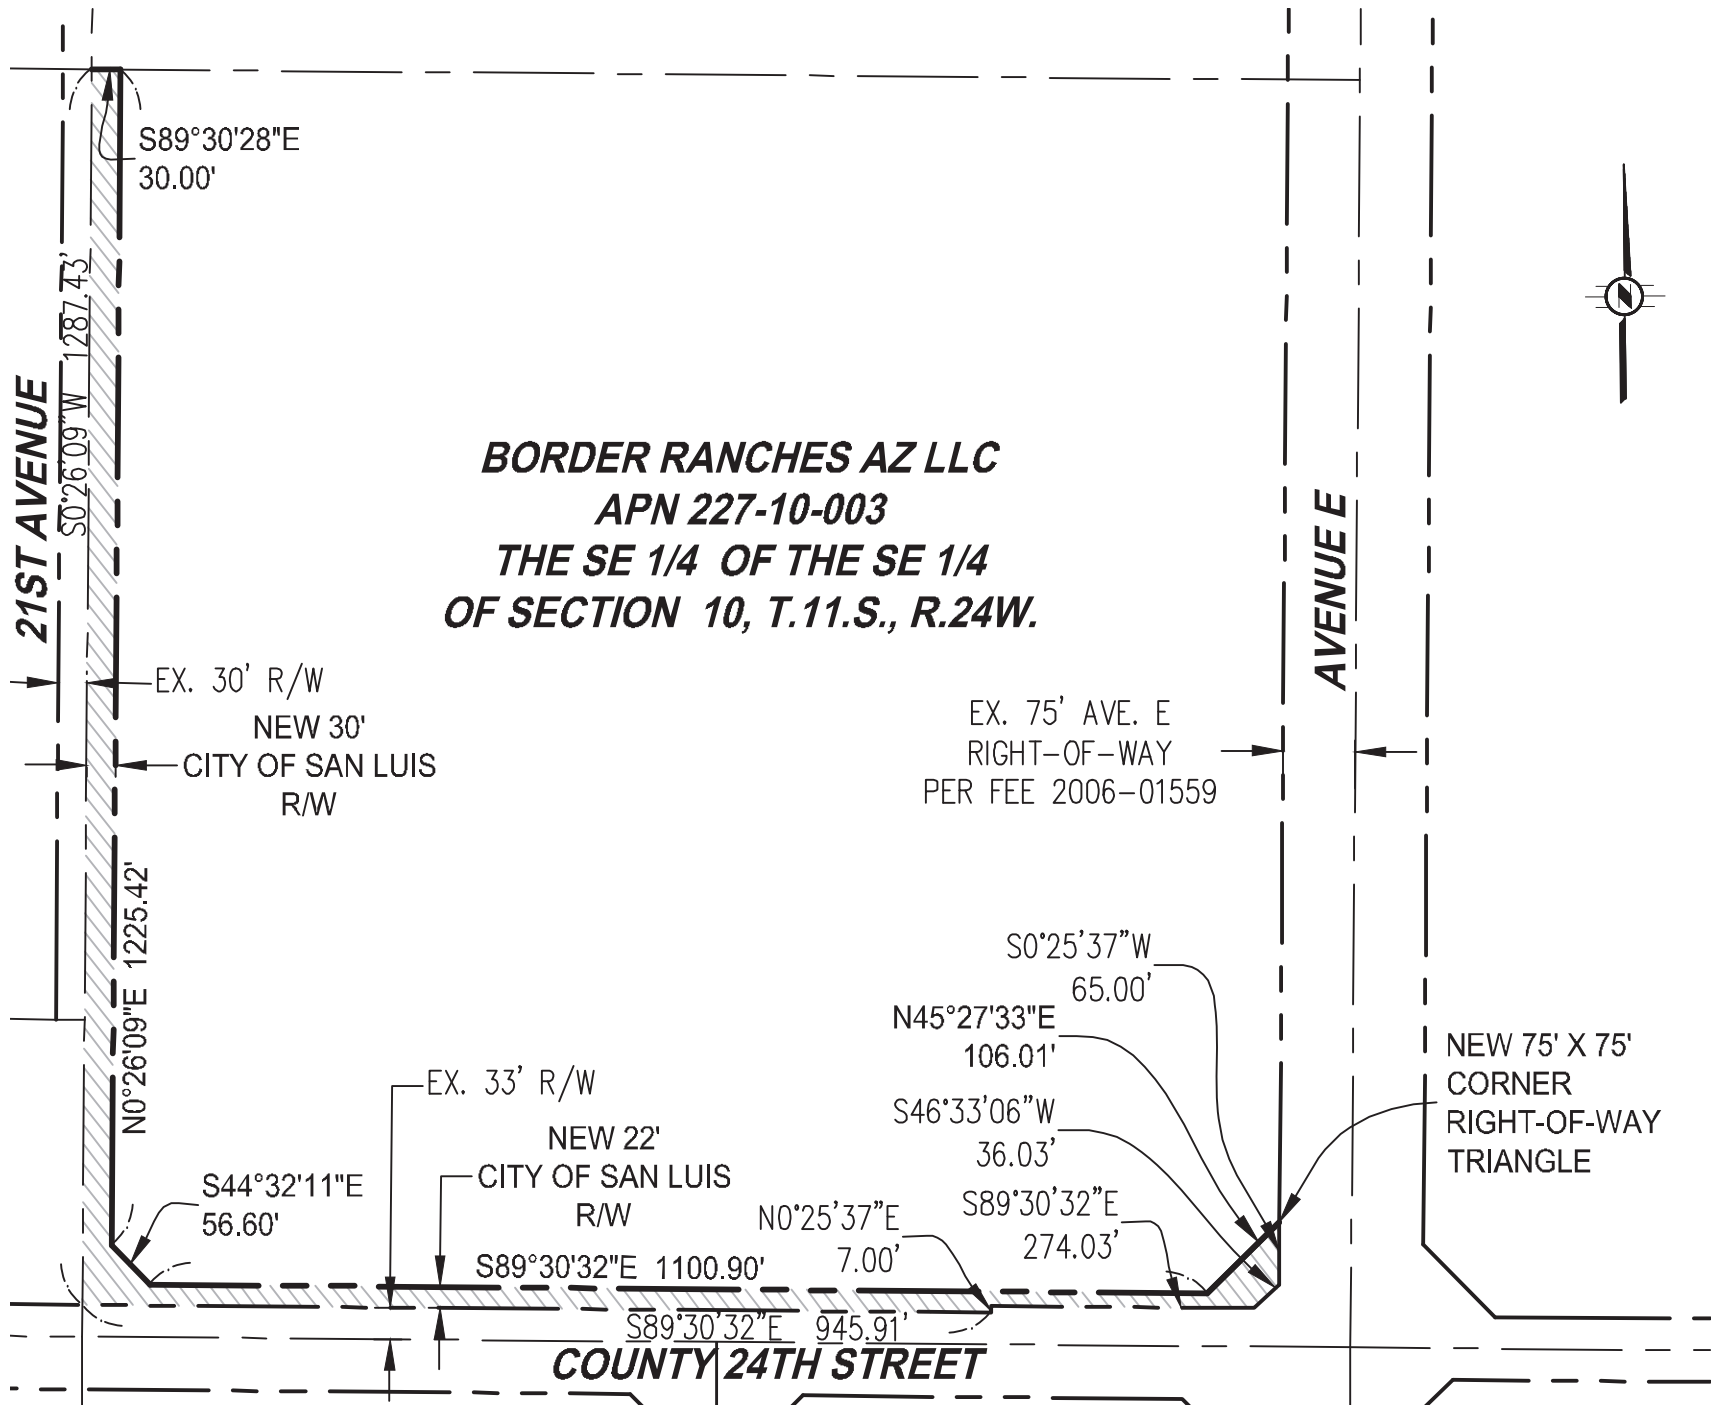 S89°30'28"E
30.00'
S0°26'09"W 1287.43'
21ST AVENUE
BORDER RANCHES AZ LLC
APN 227-10-003
THE SE 1/4 OF THE SE 1/4
OF SECTION 10, T.11.S., R.24W.
AVENUE E
EX. 30' R/W
NEW 30'
CITY OF SAN LUIS
R/W
EX. 75' AVE. E
RIGHT-OF-WAY
PER FEE 2006-01559
N0°26'09"E 1225.42'
S0°25'37"W
65.00'
N45°27'33"E
106.01'
S46°33'06"W
36.03'
NEW 75' X 75'
CORNER
RIGHT-OF-WAY
TRIANGLE
EX. 33' R/W
NEW 22'
CITY OF SAN LUIS
R/W
S44°32'11"E
56.60'
N0°25'37"E
7.00'
S89°30'32"E
274.03'
S89°30'32"E 1100.90'
S89°30'32"E 945.91'
COUNTY 24TH STREET
N